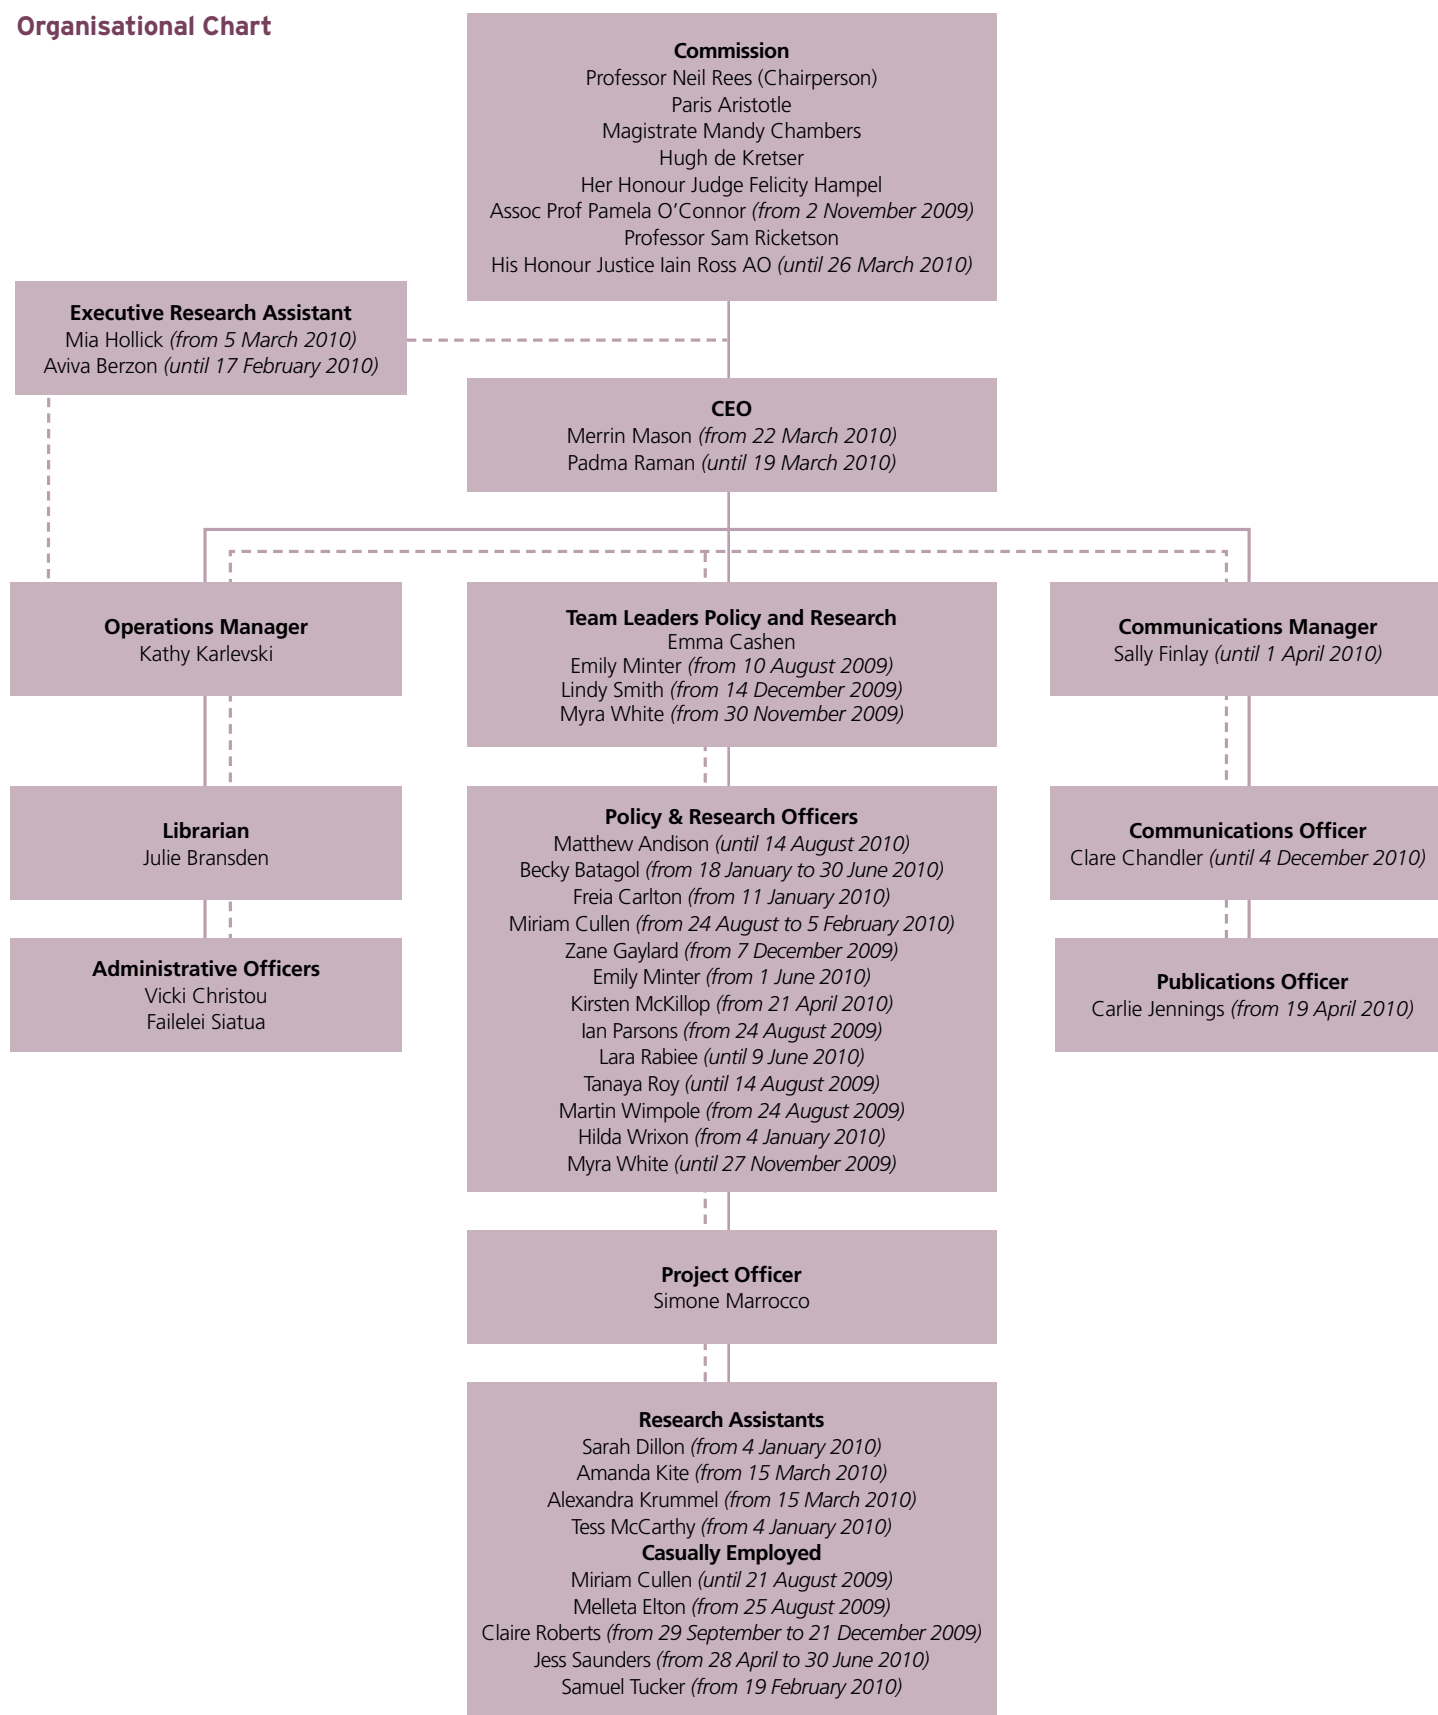 Organisational Chart
Commission
Professor Neil Rees (Chairperson)
Paris Aristotle
Magistrate Mandy Chambers
Hugh de Kretser
Her Honour Judge Felicity Hampel
Assoc Prof Pamela O’Connor (from 2 November 2009)
Professor Sam Ricketson
His Honour Justice Iain Ross AO (until 26 March 2010)
Executive Research Assistant
Mia Hollick (from 5 March 2010)
Aviva Berzon (until 17 February 2010)
CEO
Merrin Mason (from 22 March 2010)
Padma Raman (until 19 March 2010)
Operations Manager
Kathy Karlevski
Team Leaders Policy and Research
Emma Cashen
Emily Minter (from 10 August 2009)
Lindy Smith (from 14 December 2009)
Myra White (from 30 November 2009)
Communications Manager
Sally Finlay (until 1 April 2010)
Librarian
Julie Bransden
Policy & Research Officers
Matthew Andison (until 14 August 2010)
Becky Batagol (from 18 January to 30 June 2010)
Freia Carlton (from 11 January 2010)
Miriam Cullen (from 24 August to 5 February 2010)
Zane Gaylard (from 7 December 2009)
Emily Minter (from 1 June 2010)
Kirsten McKillop (from 21 April 2010)
Ian Parsons (from 24 August 2009)
Lara Rabiee (until 9 June 2010)
Tanaya Roy (until 14 August 2009)
Martin Wimpole (from 24 August 2009)
Hilda Wrixon (from 4 January 2010)
Myra White (until 27 November 2009)
Communications Officer
Clare Chandler (until 4 December 2010)
Administrative Officers
Vicki Christou
Failelei Siatua
Publications Officer
Carlie Jennings (from 19 April 2010)
Project Officer
Simone Marrocco
Research Assistants
Sarah Dillon (from 4 January 2010)
Amanda Kite (from 15 March 2010)
Alexandra Krummel (from 15 March 2010)
Tess McCarthy (from 4 January 2010)
Casually Employed
Miriam Cullen (until 21 August 2009)
Melleta Elton (from 25 August 2009)
Claire Roberts (from 29 September to 21 December 2009)
Jess Saunders (from 28 April to 30 June 2010)
Samuel Tucker (from 19 February 2010)